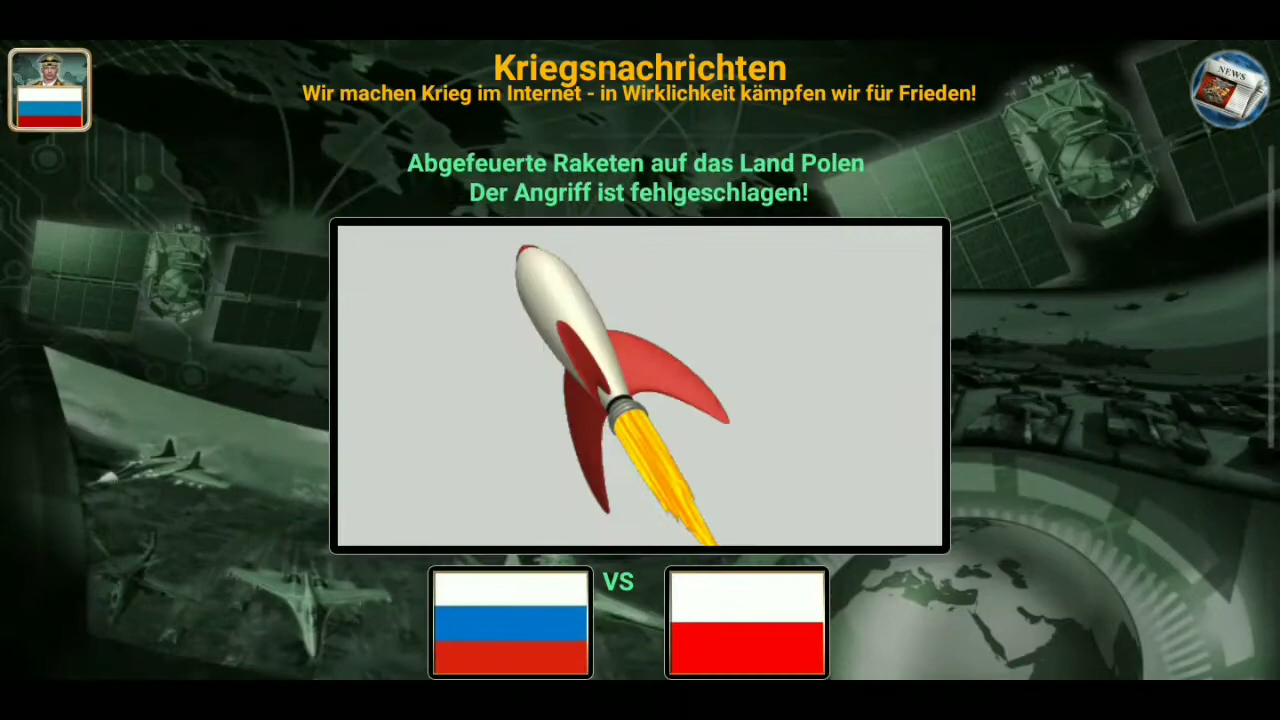 Kriegsnachrichten
Wir machen Krieg im Internet - in Wirklichkeit kämpfen wir für Frieden!
NEWS
Abgefeuerte Raketen auf das Land Polen
Der Angriff ist fehlgeschlagen!
VS